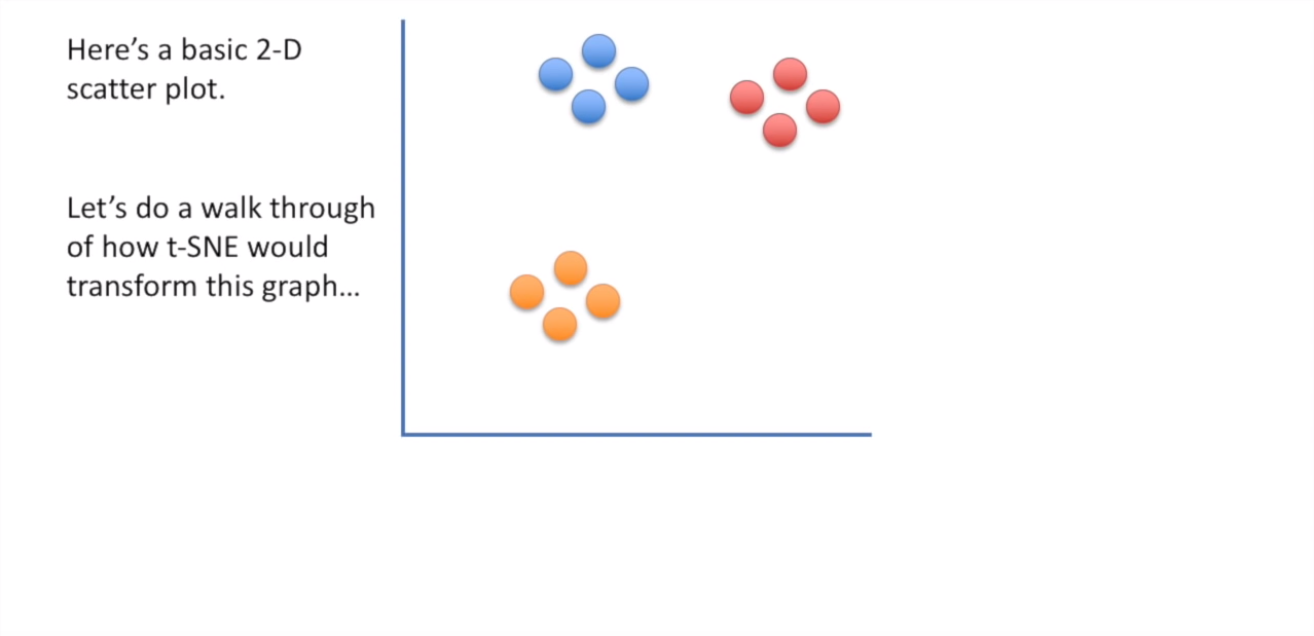 Here’s a basic 2-D
scatter plot.
Let’s do a walk through
of how t-SNE would
transform this graph…